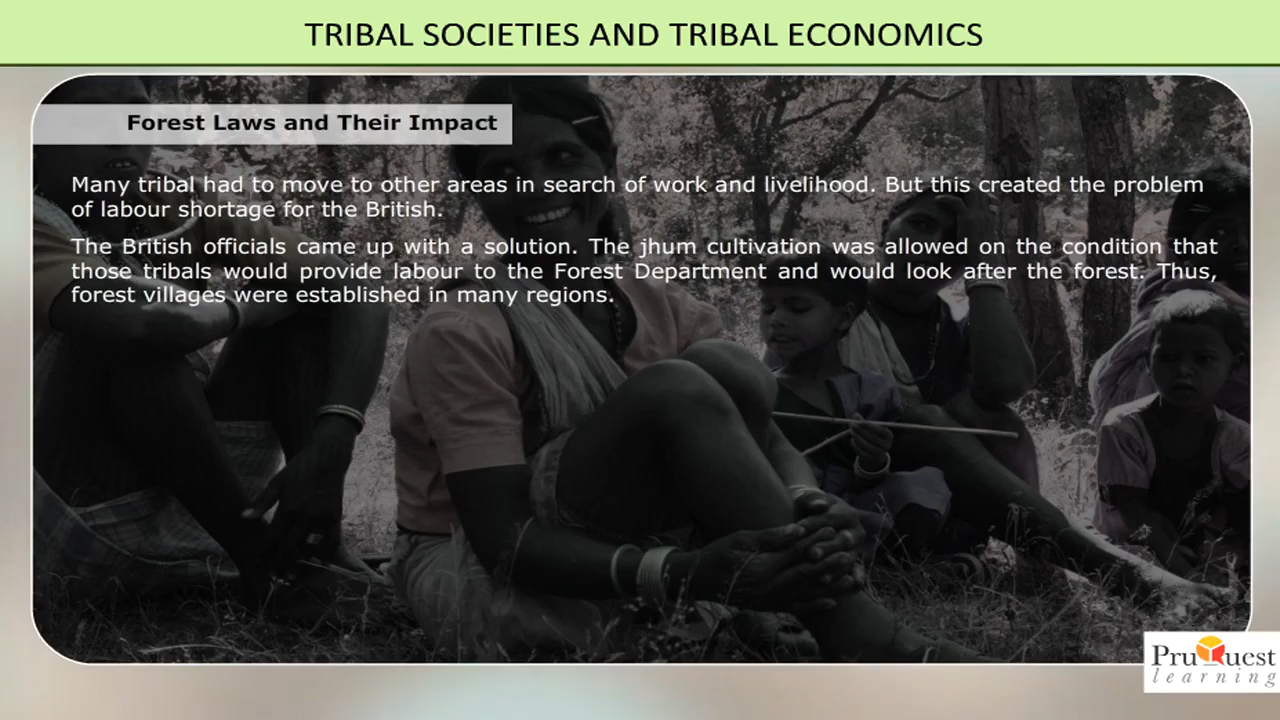 TRIBAL SOCIETIES AND TRIBAL ECONOMICS
Forest Laws and Their Impact
Many tribal had to move to other areas in search of work and livelihood. But this created the problem
of labour shortage for the British.
The British officials came up with a solution. The jhum cultivation was allowed on the condition that
those tribals would provide labour to the Forest Department and would look after the forest. Thus,
forest villages were established in many regions.
PruQuest
learning